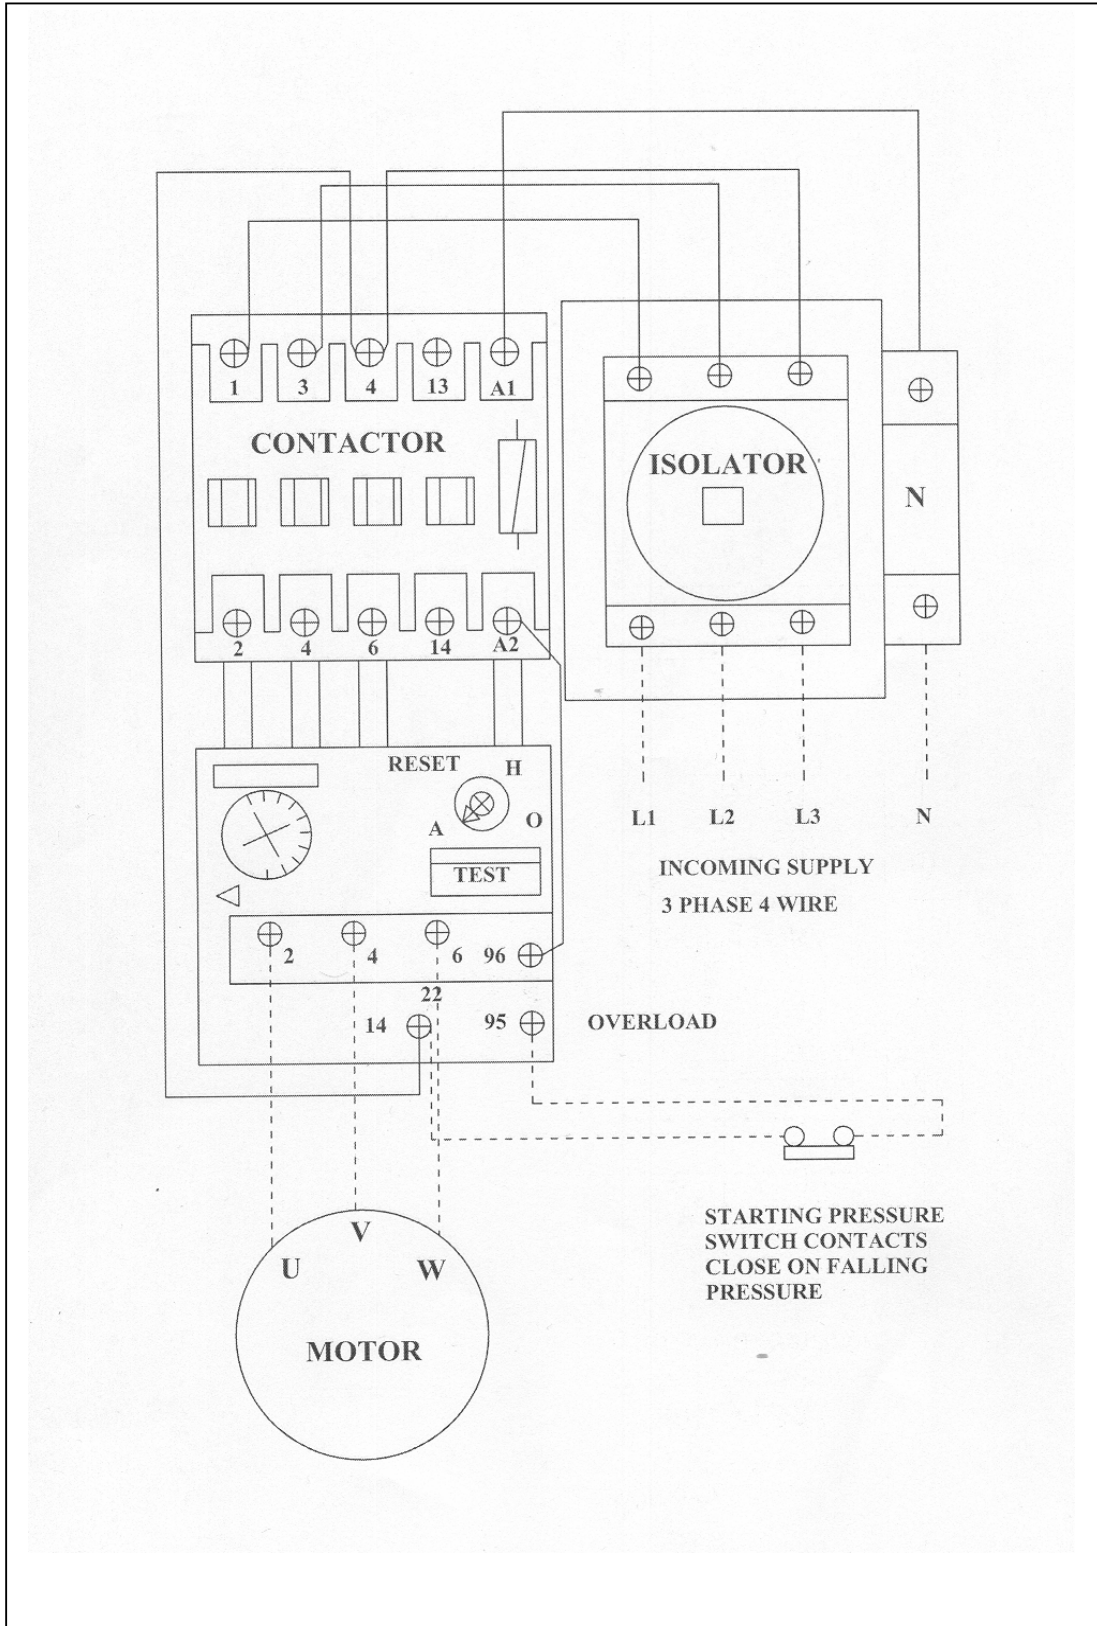 1 3 4 13 A1
CONTACTOR
ISOLATOR
N
2 4 6 14 A2
RESET
H
A
O
TEST
L1 L2 L3 N
INCOMING SUPPLY
3 PHASE 4 WIRE
2 4 6 96
22
14 95
OVERLOAD
STARTING PRESSURE
SWITCH CONTACTS
CLOSE ON FALLING
PRESSURE
U V W
MOTOR